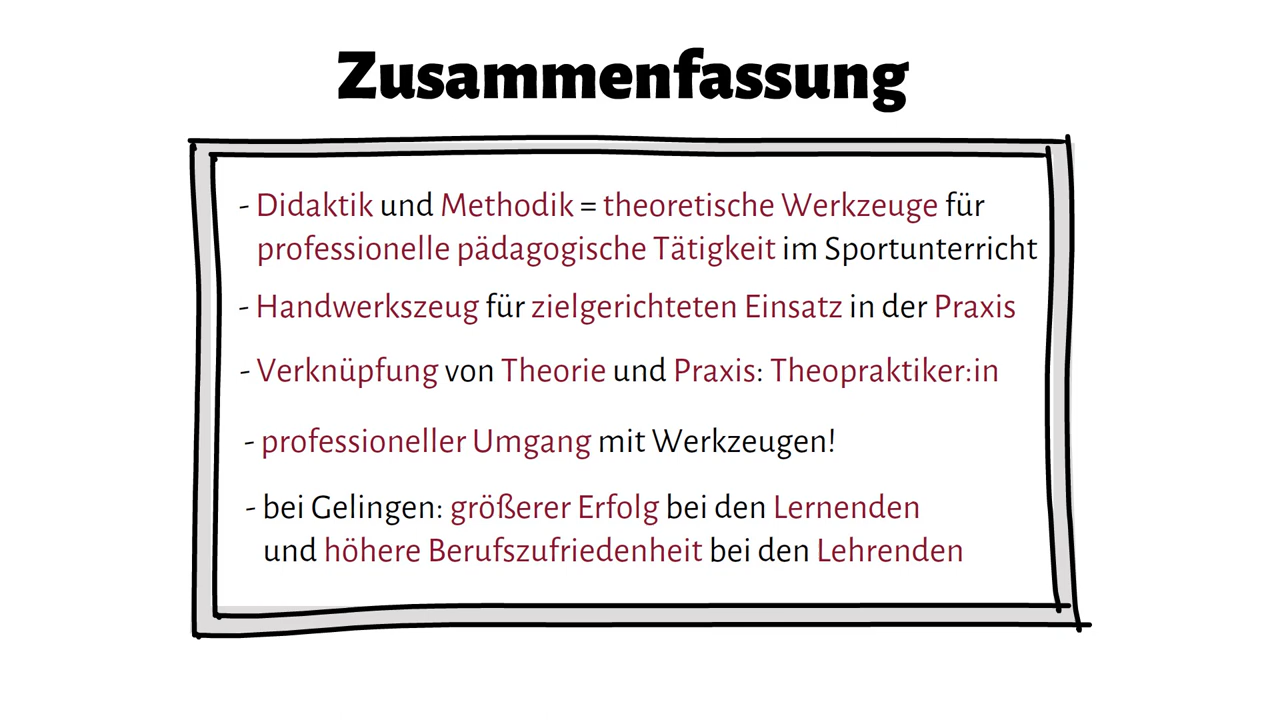 Zusammenfassung
- Didaktik und Methodik = theoretische Werkzeuge für
professionelle pädagogische Tätigkeit im Sportunterricht
- Handwerkszeug für zielgerichteten Einsatz in der Praxis
- Verknüpfung von Theorie und Praxis: Theopraktiker:in
- professioneller Umgang mit Werkzeugen!
- bei Gelingen: größerer Erfolg bei den Lernenden
und höhere Berufszufriedenheit bei den Lehrenden